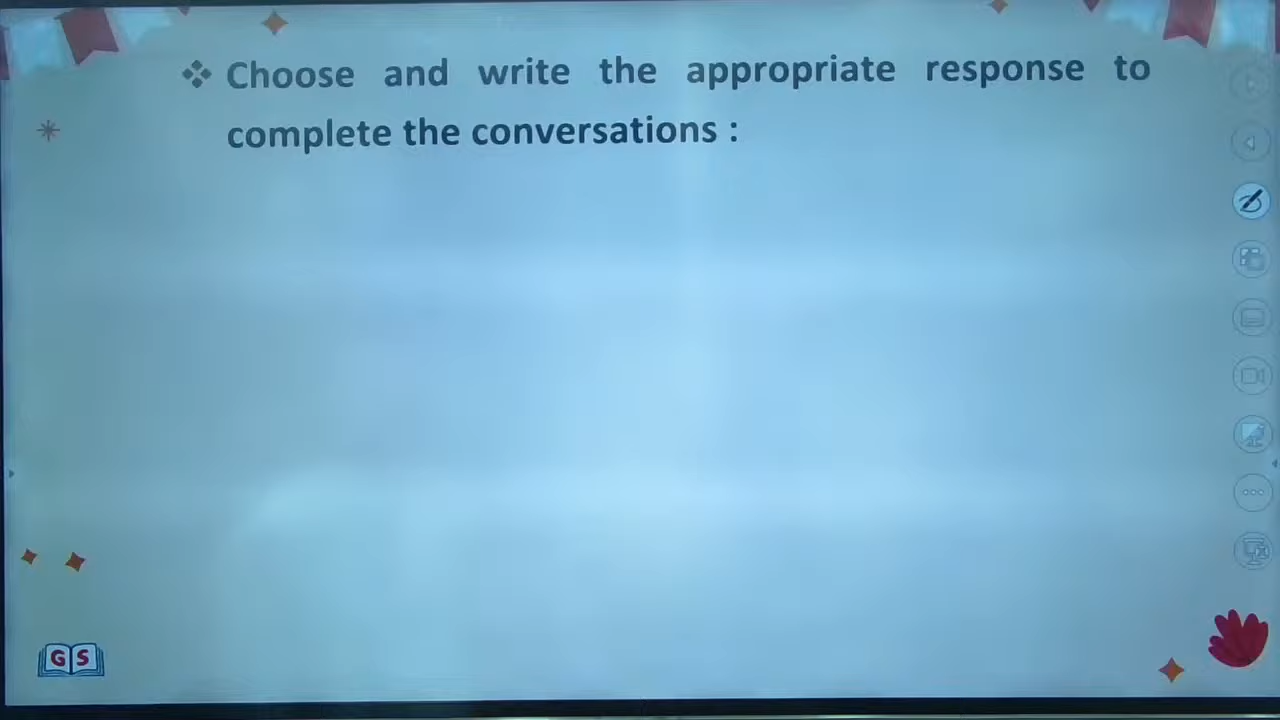 ❖ Choose and write the appropriate response to
complete the conversations :
G S